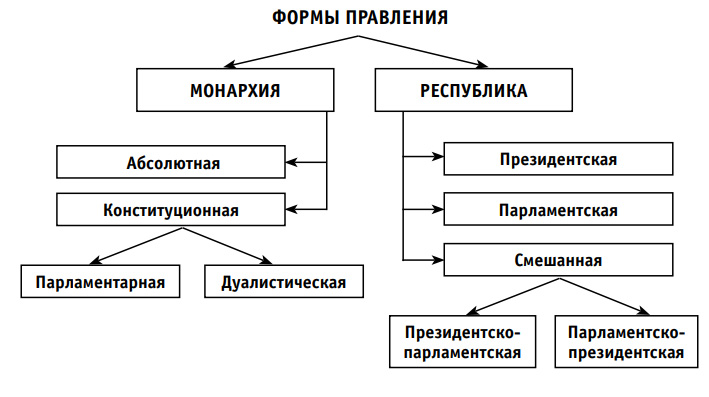 ФОРМЫ ПРАВЛЕНИЯ
МОНАРХИЯ
РЕСПУБЛИКА
Абсолютная
Конституционная
Парламентарная
Дуалистическая
Президентская
Парламентская
Смешанная
Президентско-
парламентская
Парламентско-
президентская